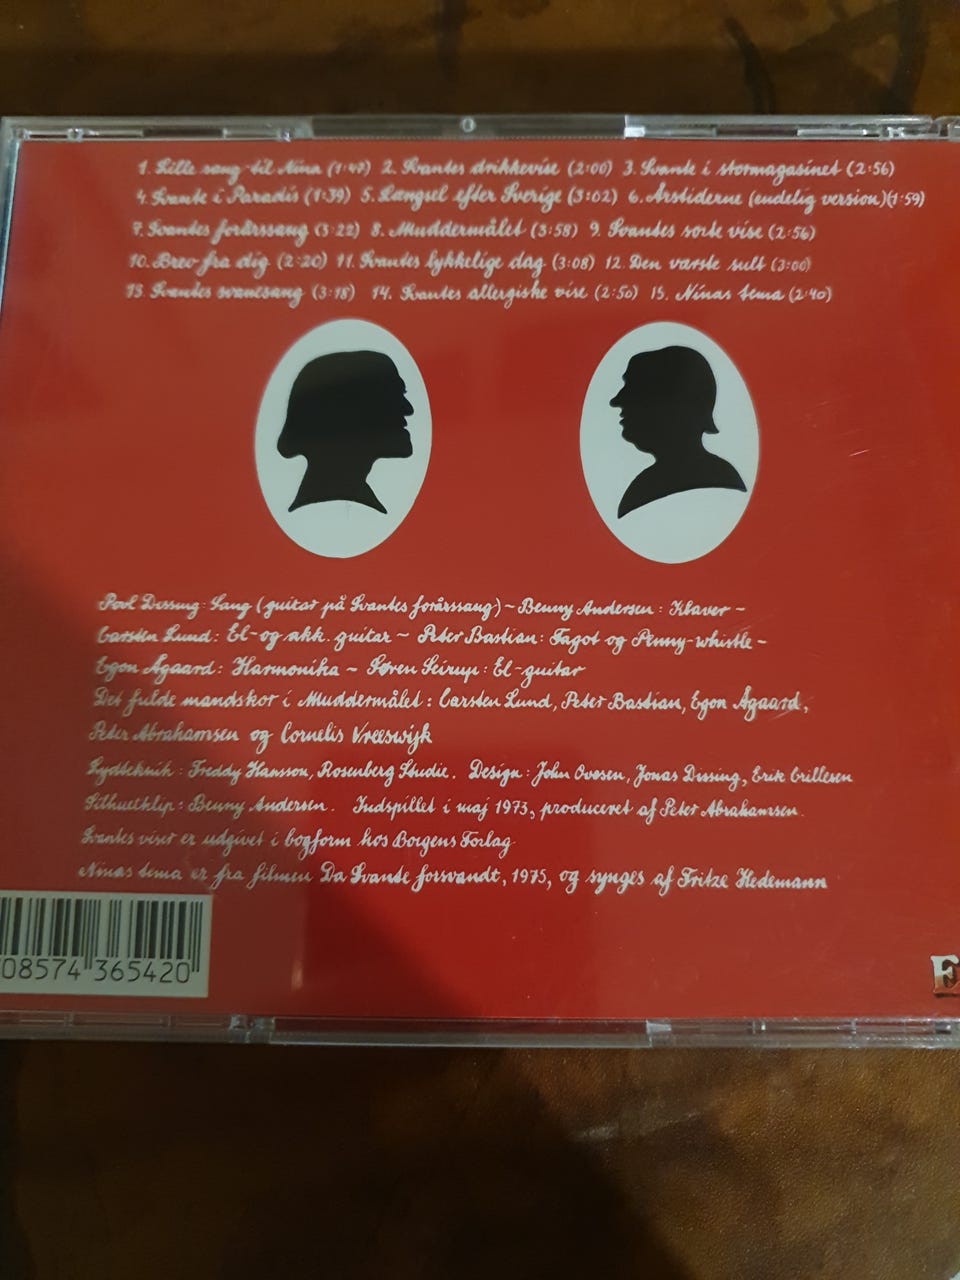 1. Lille sang til Nina (1:47) 2. Svantes drikkevise (2:00) 3. Svante i stormagasinet (2:56)
4. Svante i Paradis (1:39) 5. Længsel efter Sverige (3:02) 6. Årstiderne (endelig version)(1:59)
7. Svantes forårssang (3:22) 8. Muddermålet (3:58) 9. Svantes sorte vise (2:56)
10. Brev fra dig (2:20) 11. Svantes lykkelige dag (3:08) 12. Den værste sult (3:00)
13. Svantes svanesang (3:18) 14. Svantes allergiske vise (2:50) 15. Ninas tema (2:40)
Povl Dissing: Sang (guitar på Svantes forårssang) ~ Benny Andersen: Klaver ~
Carsten Lund: El- og akk. guitar ~ Peter Bastian: Fagot og Penny-whistle ~
Egon Ågaard: Harmonika ~ Søren Seirup: El-guitar
Det fulde mandskor i Muddermålet: Carsten Lund, Peter Bastian, Egon Ågaard,
Peter Abrahamsen og Cornelis Vreeswijk
Lydteknik: Freddy Hansson, Rosenberg Studie. Design: John Ovesen, Jonas Dissing, Erik Crillesen
Silhuetklip: Benny Andersen. Indspillet i maj 1973, produceret af Peter Abrahamsen.
Svantes viser er udgivet i bogform hos Borgens Forlag
Ninas tema er fra filmen Da Svante forsvandt, 1975, og synges af Fritze Hedemann
08574 365420